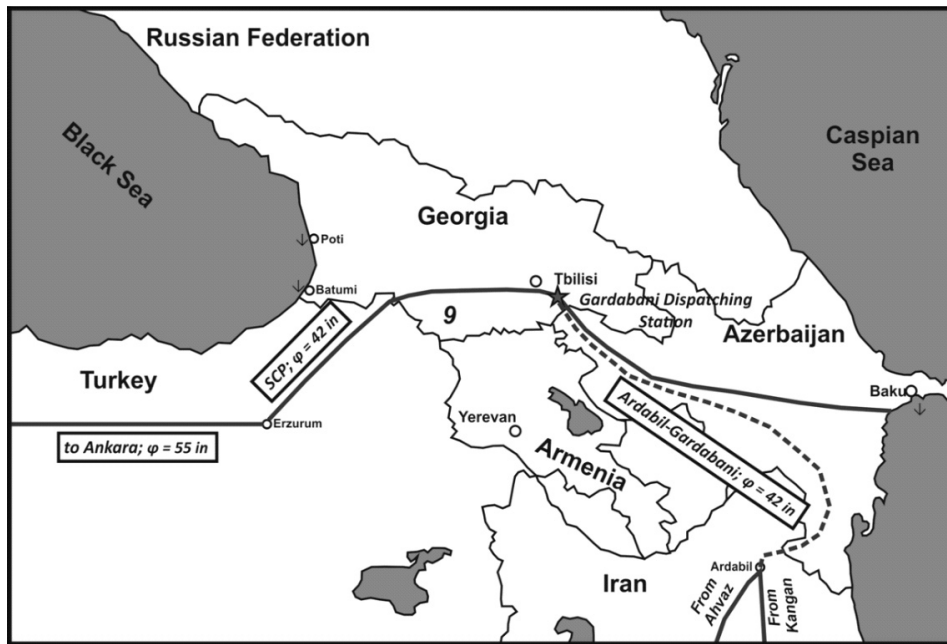 Russian Federation
Black Sea
Caspian
Sea
Georgia
Poti
Tbilisi
Batumi
Gardabani Dispatching
Station
9
Azerbaijan
SCP; φ = 42 in
Turkey
Baku
Erzurum
Yerevan
Ardabil-Gardabani; φ = 42 in
to Ankara; φ = 55 in
Armenia
Ardabil
Iran
From
Ahvaz
From
Kangan